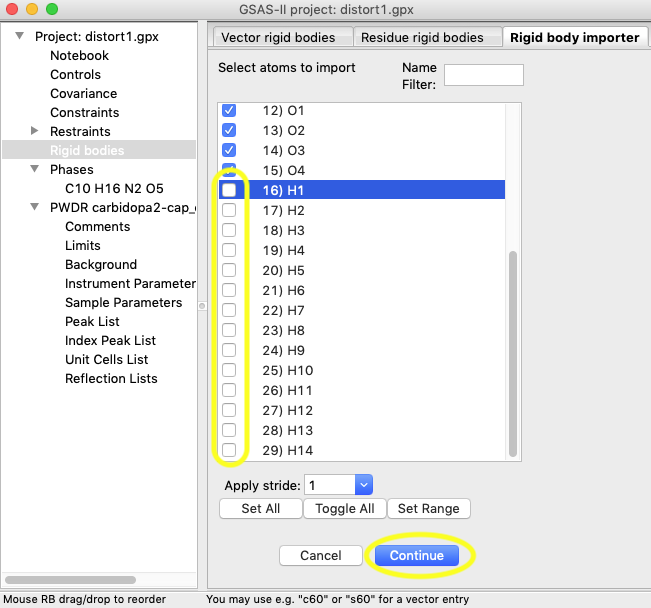 GSAS-II project: distort1.gpx
Project: distort1.gpx
Notebook
Controls
Covariance
Constraints
Restraints
Rigid bodies
Phases
C10 H16 N2 O5
PWDR carbidopa2-cap_
Comments
Limits
Background
Instrument Parameter
Sample Parameters
Peak List
Index Peak List
Unit Cells List
Reflection Lists
Vector rigid bodies
Residue rigid bodies
Rigid body importer
Select atoms to import
Name
Filter:
12) O1
13) O2
14) O3
15) O4
16) H1
17) H2
18) H3
19) H4
20) H5
21) H6
22) H7
23) H8
24) H9
25) H10
26) H11
27) H12
28) H13
29) H14
Apply stride: 1
Set All
Toggle All
Set Range
Cancel
Continue
Mouse RB drag/drop to reorder
You may use e.g. "c60" or "s60" for a vector entry